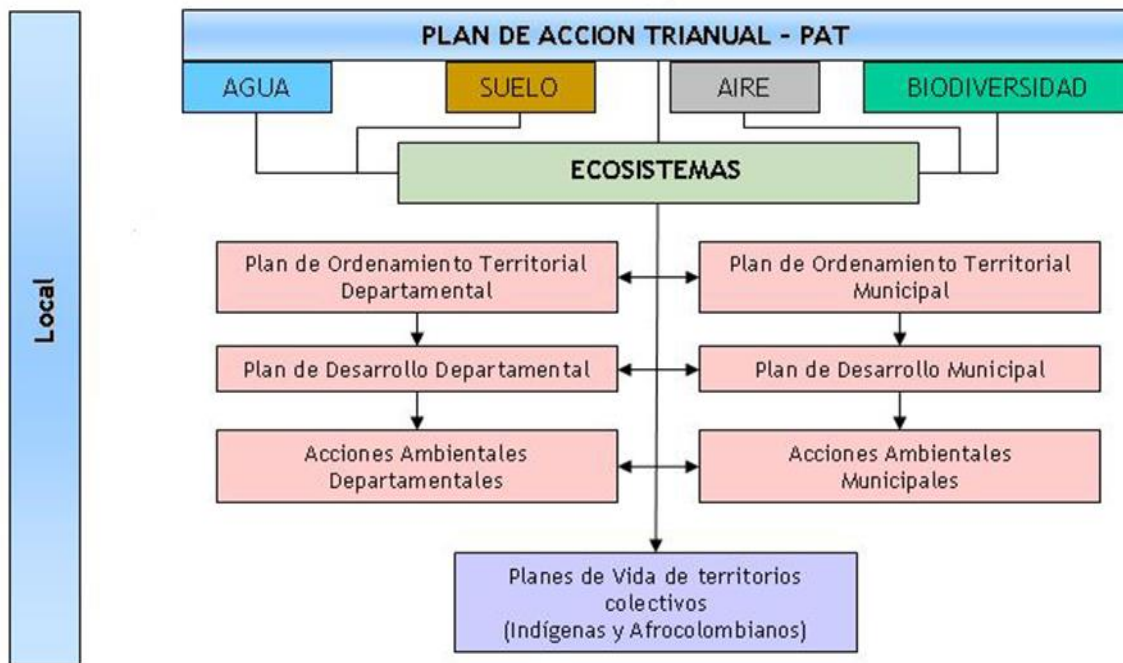 PLAN DE ACCION TRIANUAL - PAT
AGUA
SUELO
AIRE
BIODIVERSIDAD
ECOSISTEMAS
Local
Plan de Ordenamiento Territorial
Departamental
Plan de Ordenamiento Territorial
Municipal
Plan de Desarrollo Departamental
Plan de Desarrollo Municipal
Acciones Ambientales
Departamentales
Acciones Ambientales
Municipales
Planes de Vida de territorios
colectivos
(Indígenas y Afrocolombianos)